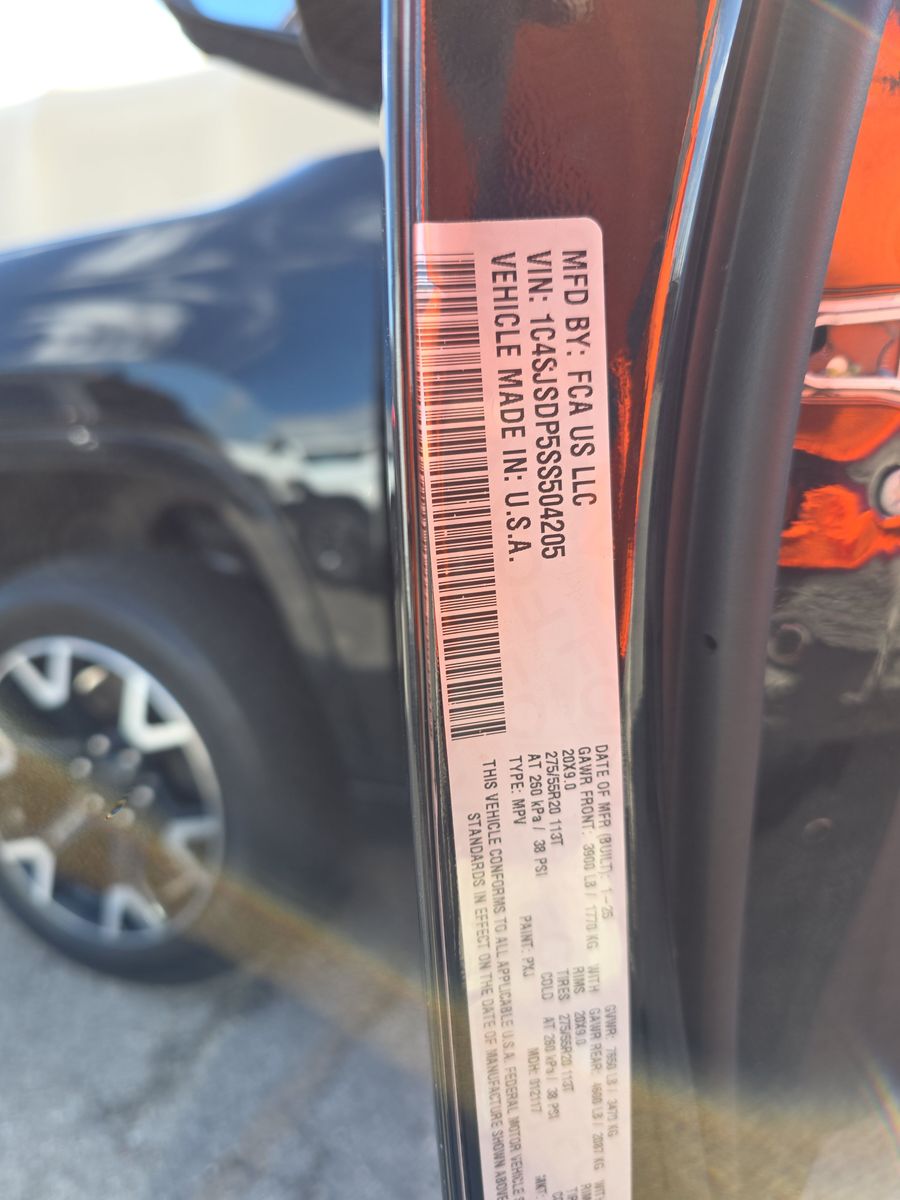 MFD BY: FCA US LLC
VIN: 1C4SJSDP5SS504205
VEHICLE MADE IN: U.S.A.
DATE OF MFR (BUILT): 1-25 GVWR: 7650 LB / 3470 KG
GAWR FRONT: 3900 LB / 1770 KG WITH GAWR REAR: 4600 LB / 2087 KG
20X9.0 RIMS 20X9.0
275/55R20 113T TIRES 275/55R20 113T
AT 260 kPa / 38 PSI COLD AT 260 kPa / 38 PSI
TYPE: MPV PAINT: PXJ MDH: 012117
THIS VEHICLE CONFORMS TO ALL APPLICABLE U.S.A. FEDERAL MOTOR VEHICLE
STANDARDS IN EFFECT ON THE DATE OF MANUFACTURE SHOWN ABOVE